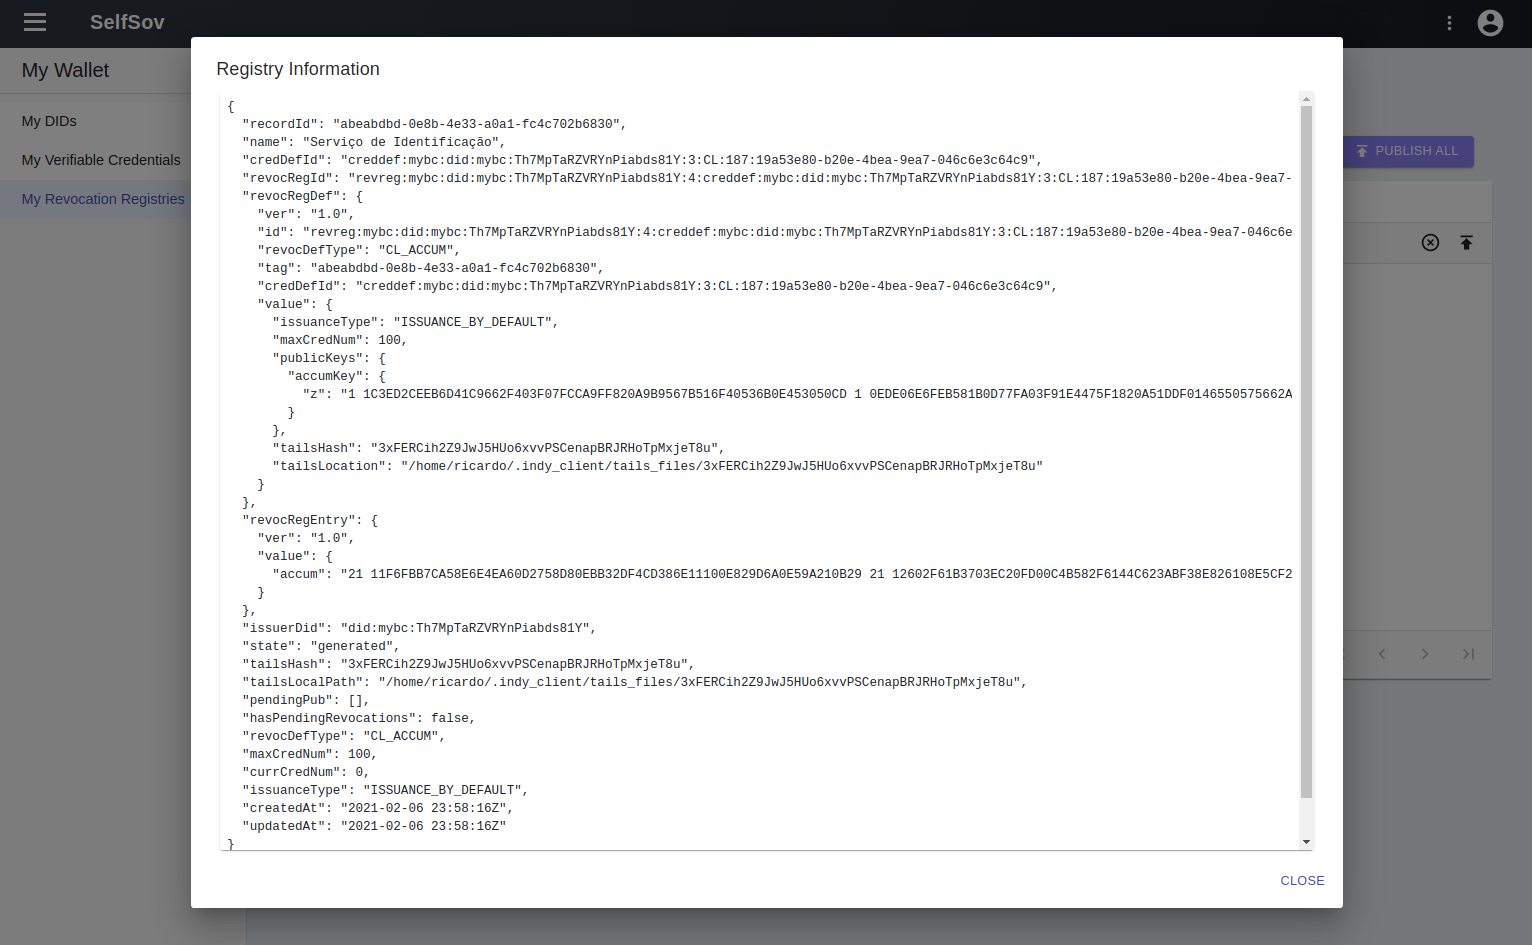 SelfSov
My Wallet
My DIDs
My Verifiable Credentials
My Revocation Registries
PUBLISH ALL
Registry Information
{
"recordId": "abeabdbd-0e8b-4e33-a0a1-fc4c702b6830",
"name": "Serviço de Identificação",
"credDefId": "creddef:mybc:did:mybc:Th7MpTaRZVRYnPiabds81Y:3:CL:187:19a53e80-b20e-4bea-9ea7-046c6e3c64c9",
"revocRegId": "revreg:mybc:did:mybc:Th7MpTaRZVRYnPiabds81Y:4:creddef:mybc:did:mybc:Th7MpTaRZVRYnPiabds81Y:3:CL:187:19a53e80-b20e-4bea-9ea7-
"revocRegDef": {
"ver": "1.0",
"id": "revreg:mybc:did:mybc:Th7MpTaRZVRYnPiabds81Y:4:creddef:mybc:did:mybc:Th7MpTaRZVRYnPiabds81Y:3:CL:187:19a53e80-b20e-4bea-9ea7-046c6e
"revocDefType": "CL_ACCUM",
"tag": "abeabdbd-0e8b-4e33-a0a1-fc4c702b6830",
"credDefId": "creddef:mybc:did:mybc:Th7MpTaRZVRYnPiabds81Y:3:CL:187:19a53e80-b20e-4bea-9ea7-046c6e3c64c9",
"value": {
"issuanceType": "ISSUANCE_BY_DEFAULT",
"maxCredNum": 100,
"publicKeys": {
"accumKey": {
"z": "1 1C3ED2CEEB6D41C9662F403F07FCCA9FF820A9B9567B516F40536B0E453050CD 1 0EDE06E6FEB581B0D77FA03F91E4475F1820A51DDF0146550575662A
}
},
"tailsHash": "3xFERCih2Z9JwJ5HUo6xvvPSCenapBRJRHoTpMxjeT8u",
"tailsLocation": "/home/ricardo/.indy_client/tails_files/3xFERCih2Z9JwJ5HUo6xvvPSCenapBRJRHoTpMxjeT8u"
}
},
"revocRegEntry": {
"ver": "1.0",
"value": {
"accum": "21 11F6FBB7CA58E6E4EA60D2758D80EBB32DF4CD386E11100E829D6A0E59A210B29 21 12602F61B3703EC20FD00C4B582F6144C623ABF38E826108E5CF2
}
},
"issuerDid": "did:mybc:Th7MpTaRZVRYnPiabds81Y",
"state": "generated",
"tailsHash": "3xFERCih2Z9JwJ5HUo6xvvPSCenapBRJRHoTpMxjeT8u",
"tailsLocalPath": "/home/ricardo/.indy_client/tails_files/3xFERCih2Z9JwJ5HUo6xvvPSCenapBRJRHoTpMxjeT8u",
"pendingPub": [],
"hasPendingRevocations": false,
"revocDefType": "CL_ACCUM",
"maxCredNum": 100,
"currCredNum": 0,
"issuanceType": "ISSUANCE_BY_DEFAULT",
"createdAt": "2021-02-06 23:58:16Z",
"updatedAt": "2021-02-06 23:58:16Z"
}
CLOSE